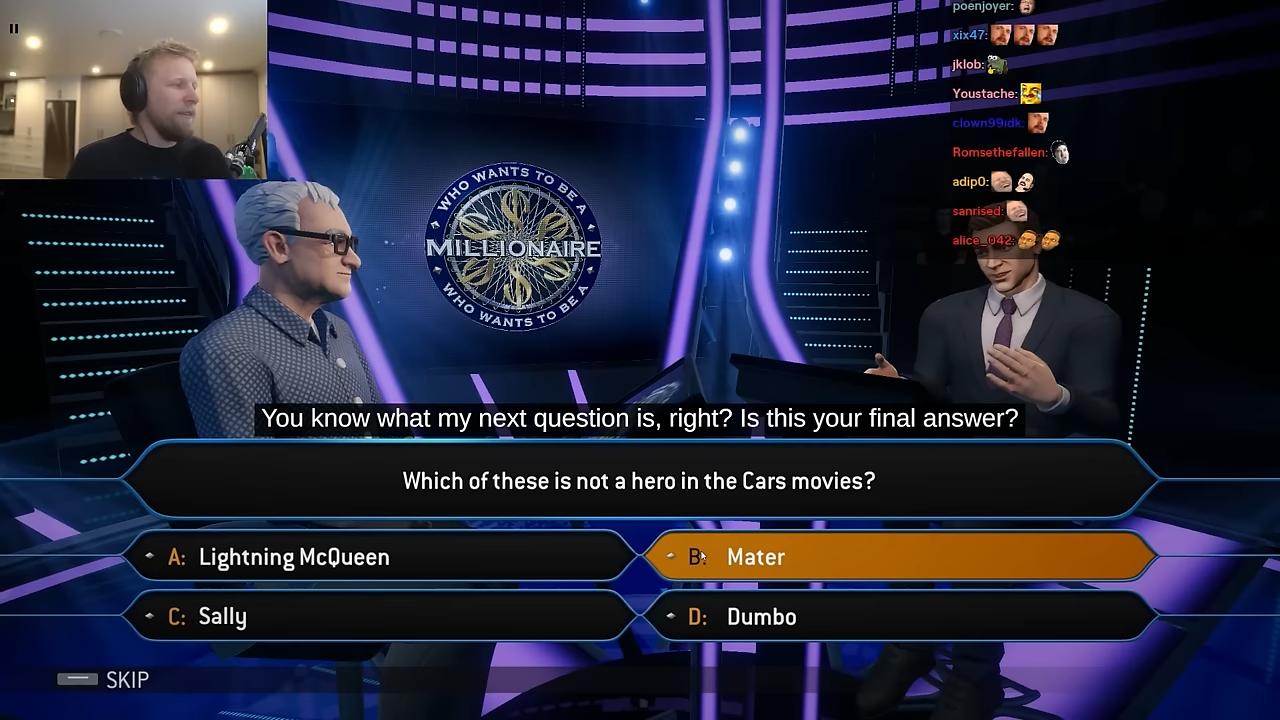 poenjoyer:
xix47:
jklob:
Youstache:
clown99idk:
Romsethefallen:
adip0:
sanrised:
alice_042:
WHO WANTS TO BE A
MILLIONAIRE
WHO WANTS TO BE A
You know what my next question is, right? Is this your final answer?
Which of these is not a hero in the Cars movies?
A: Lightning McQueen
B: Mater
C: Sally
D: Dumbo
SKIP